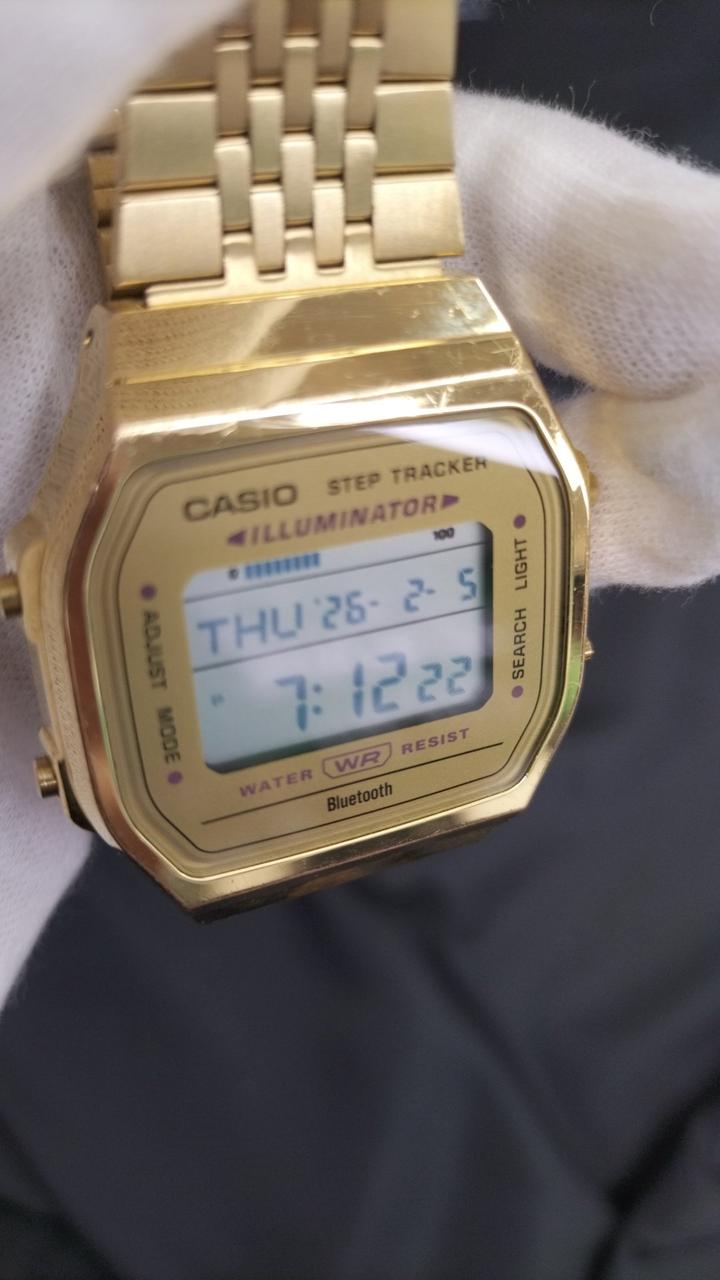 CASIO STEP TRACKER
ILLUMINATOR
0 100
THU '26- 2- 5
7:12 22
ADJUST
MODE
LIGHT
SEARCH
WATER WR RESIST
Bluetooth